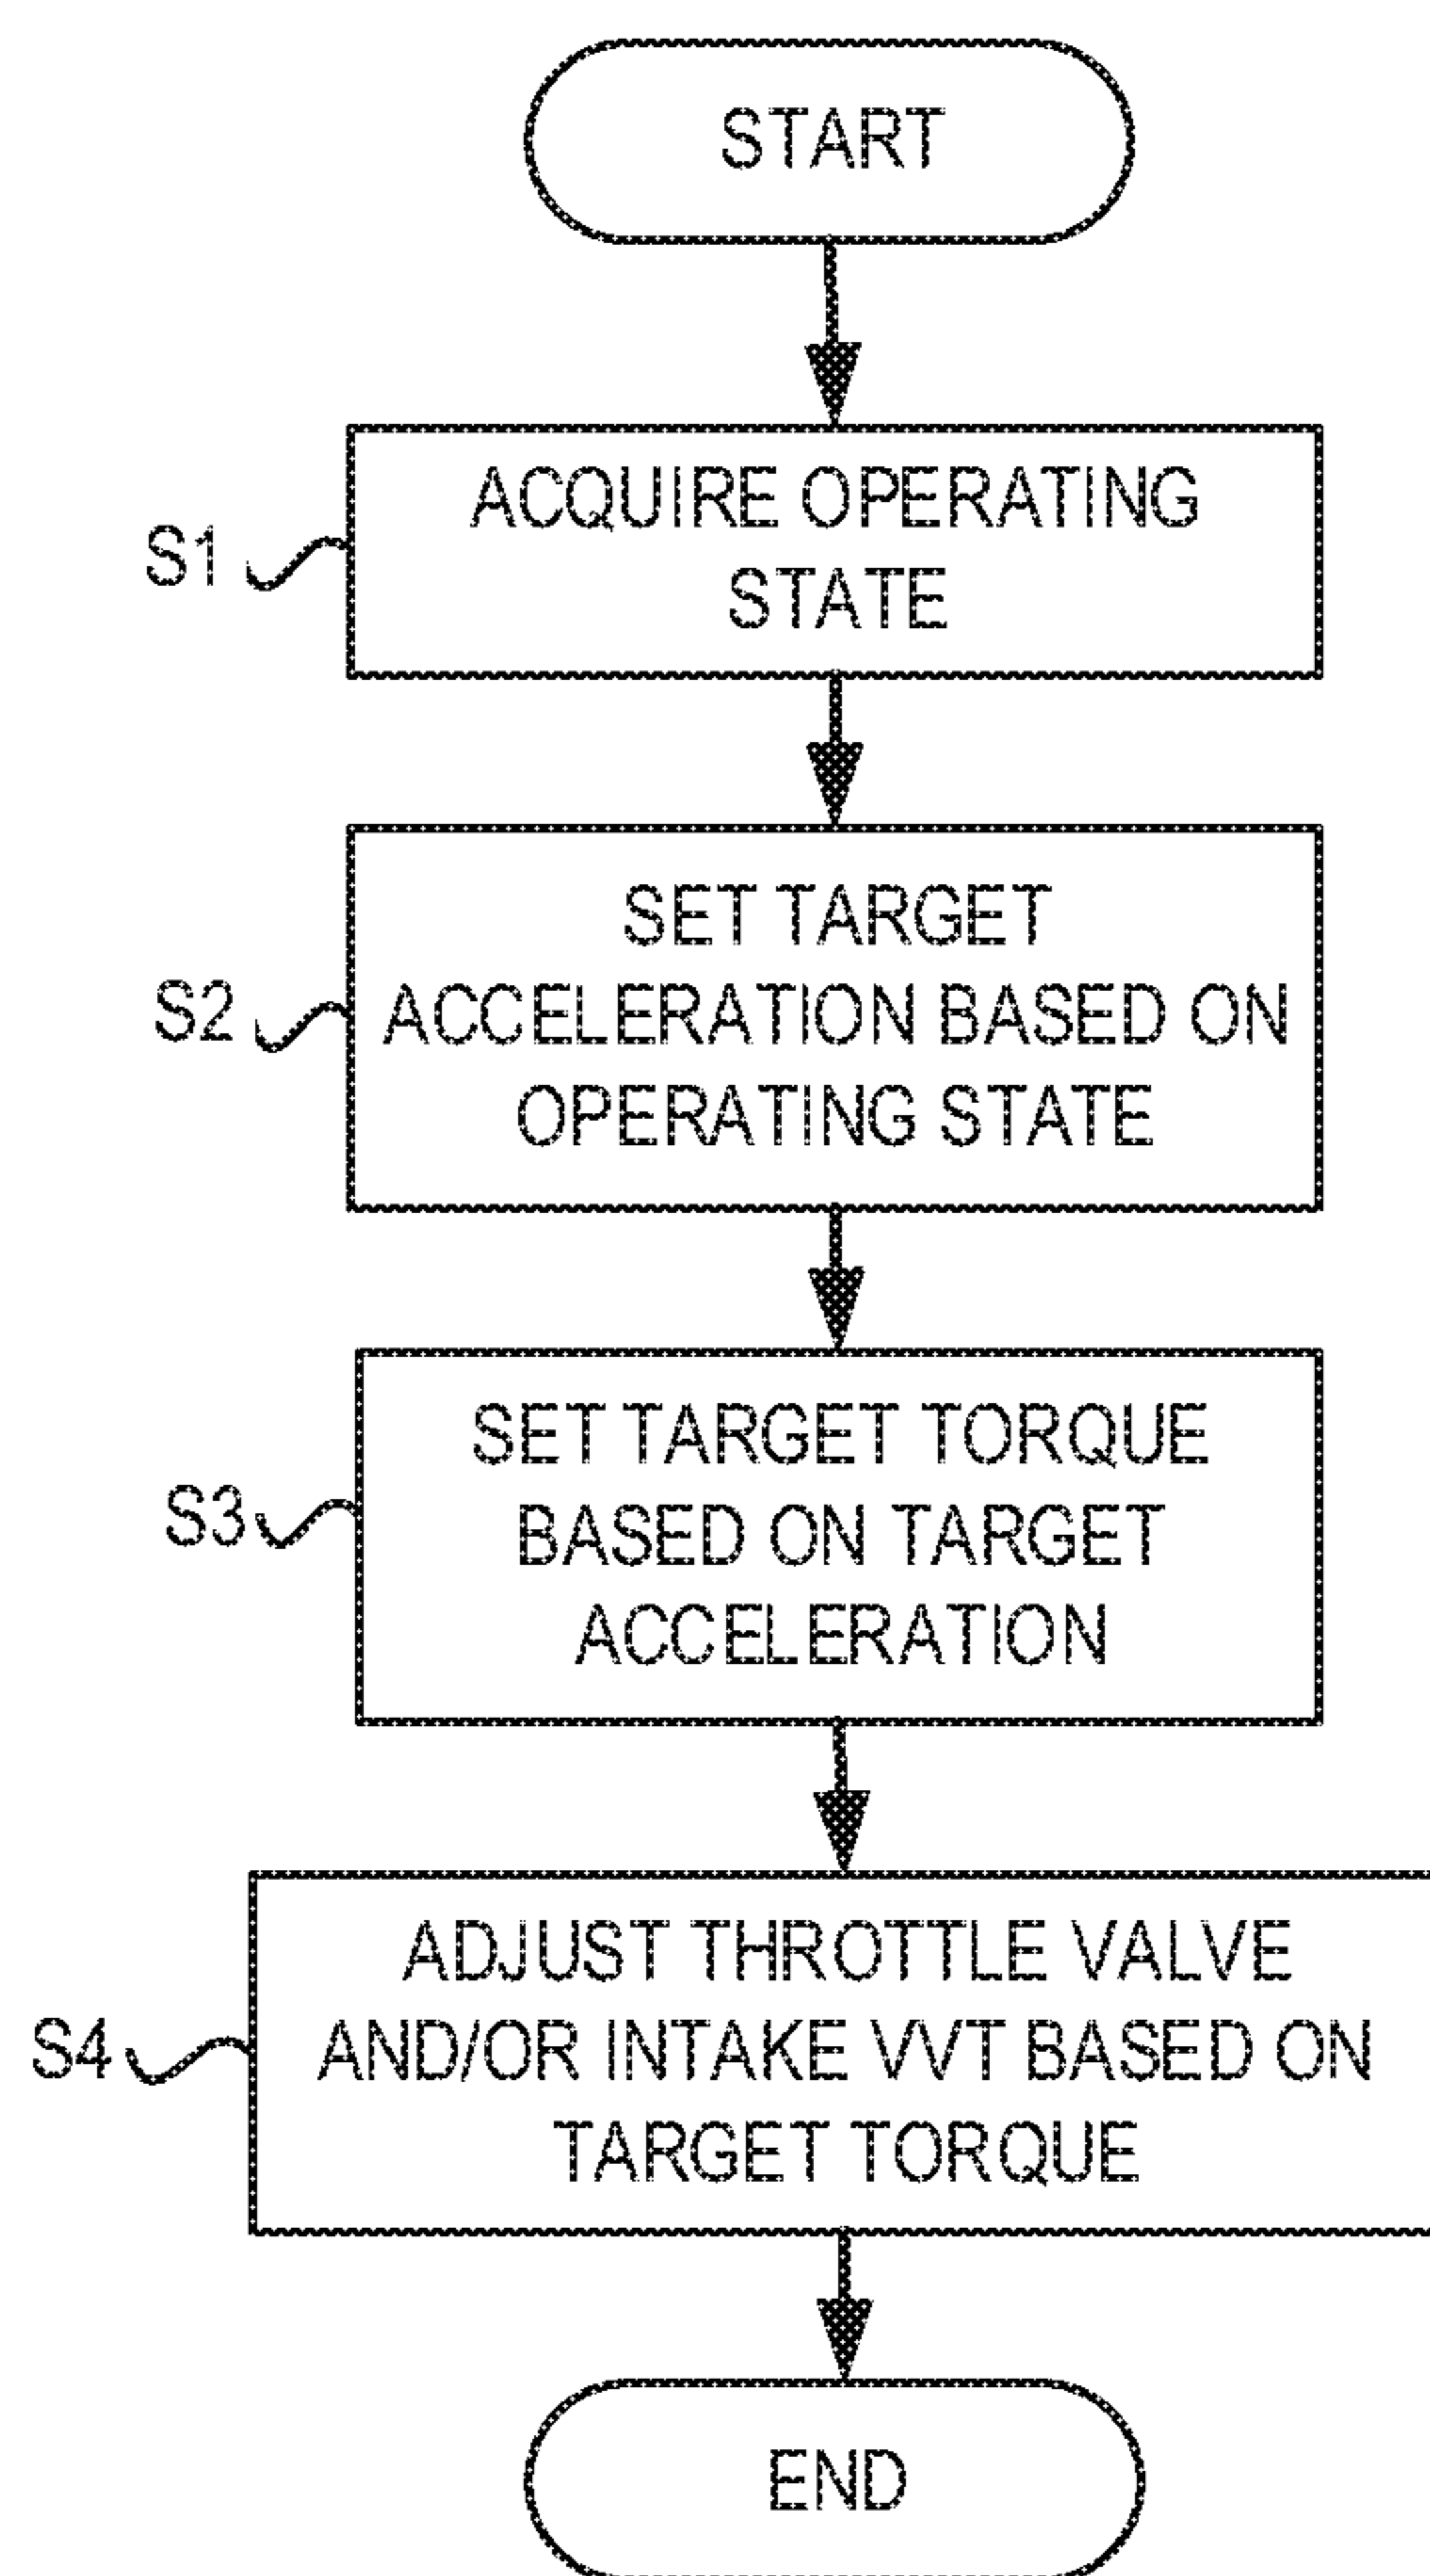 START
S1
ACQUIRE OPERATING
STATE
S2
SET TARGET
ACCELERATION BASED ON
OPERATING STATE
S3
SET TARGET TORQUE
BASED ON TARGET
ACCELERATION
S4
ADJUST THROTTLE VALVE
AND/OR INTAKE VVT BASED ON
TARGET TORQUE
END